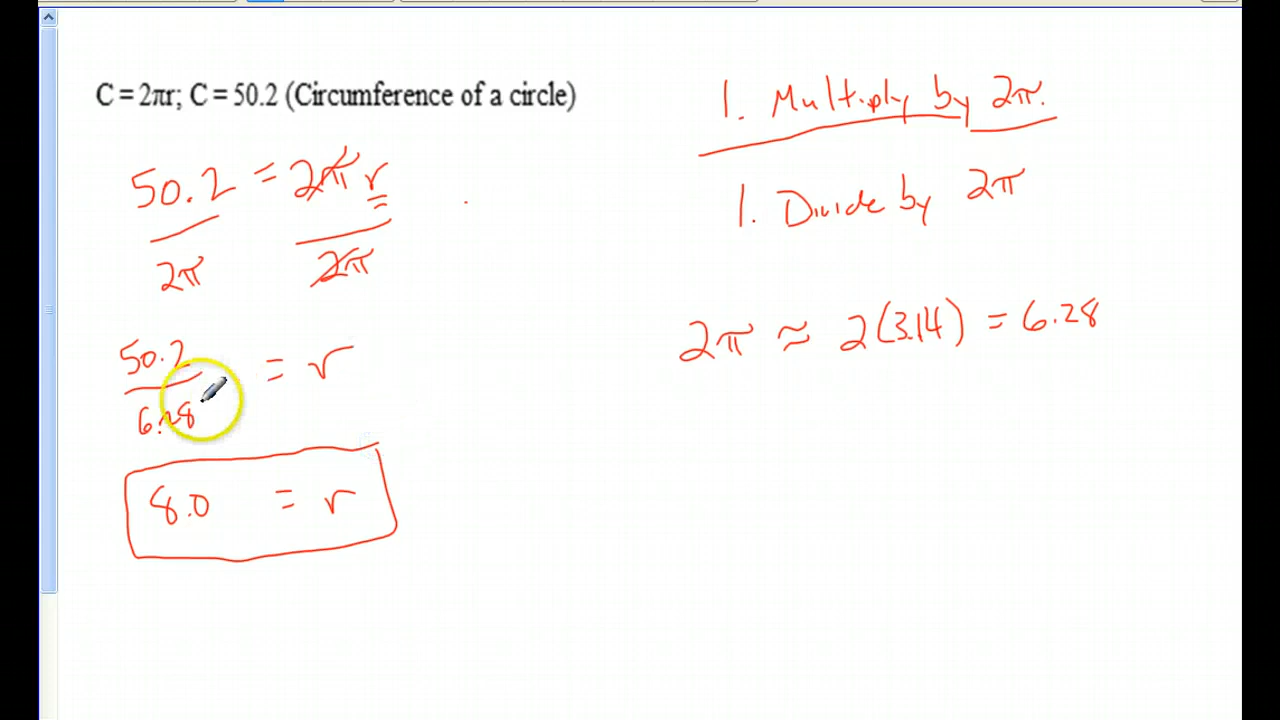 C = 2πr; C = 50.2 (Circumference of a circle)
50.2 = 2π r
2π 2π
50.2
6.28 = r
8.0 = r
1. Multiply by 2π.
1. Divide by 2π
2π ≈ 2(3.14) = 6.28